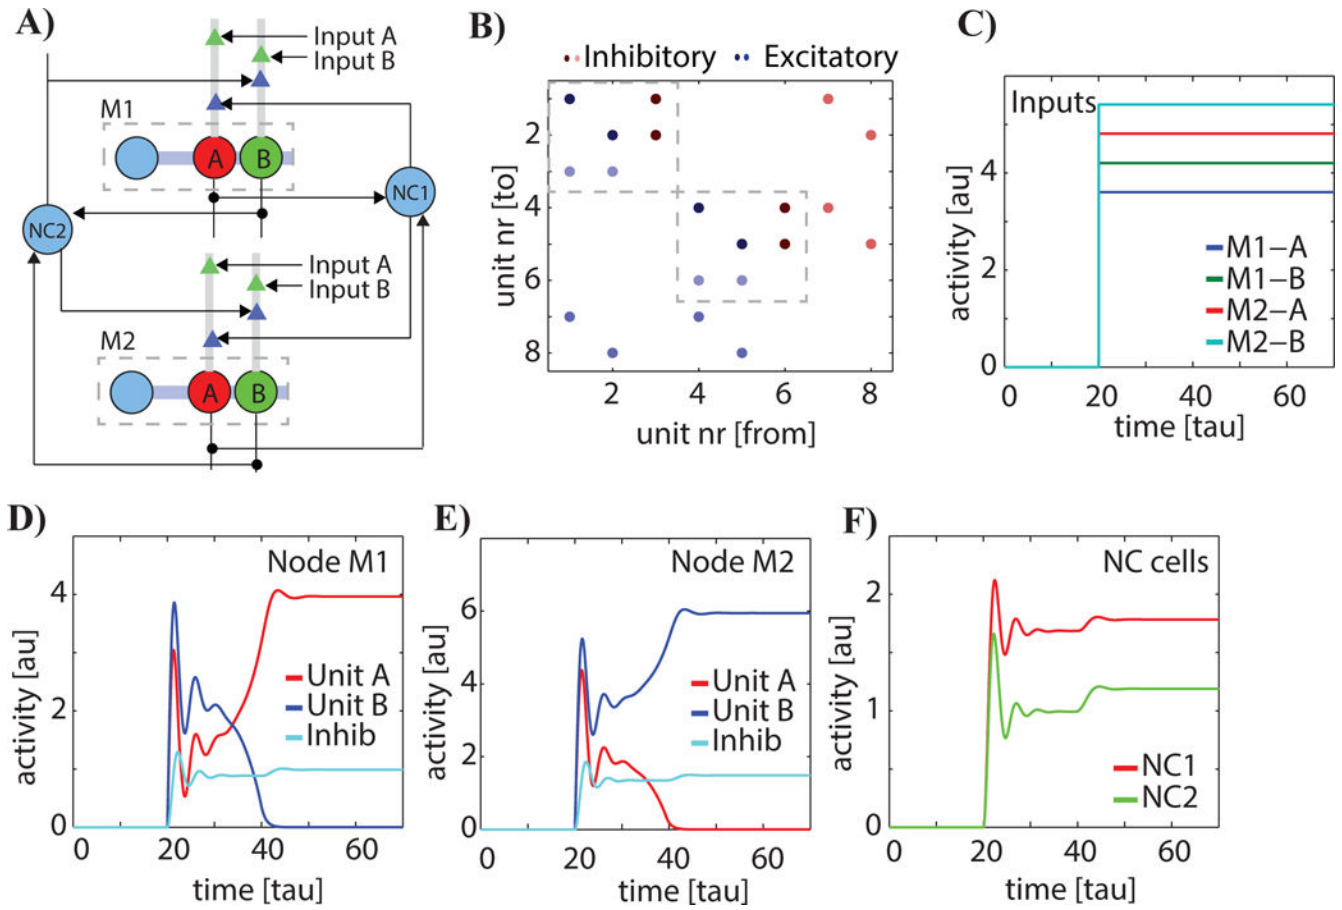 A)
Input A
Input B
M1
A
B
NC1
NC2
Input A
Input B
M2
A
B
B)
Inhibitory
Excitatory
unit nr [to]
2
4
6
8
2
4
6
8
unit nr [from]
C)
Inputs
activity [au]
4
2
0
M1–A
M1–B
M2–A
M2–B
0
20
40
60
time [tau]
D)
Node M1
activity [au]
4
2
0
Unit A
Unit B
Inhib
0
20
40
60
time [tau]
E)
Node M2
activity [au]
6
4
2
0
Unit A
Unit B
Inhib
0
20
40
60
time [tau]
F)
NC cells
activity [au]
2
1
0
NC1
NC2
0
20
40
60
time [tau]